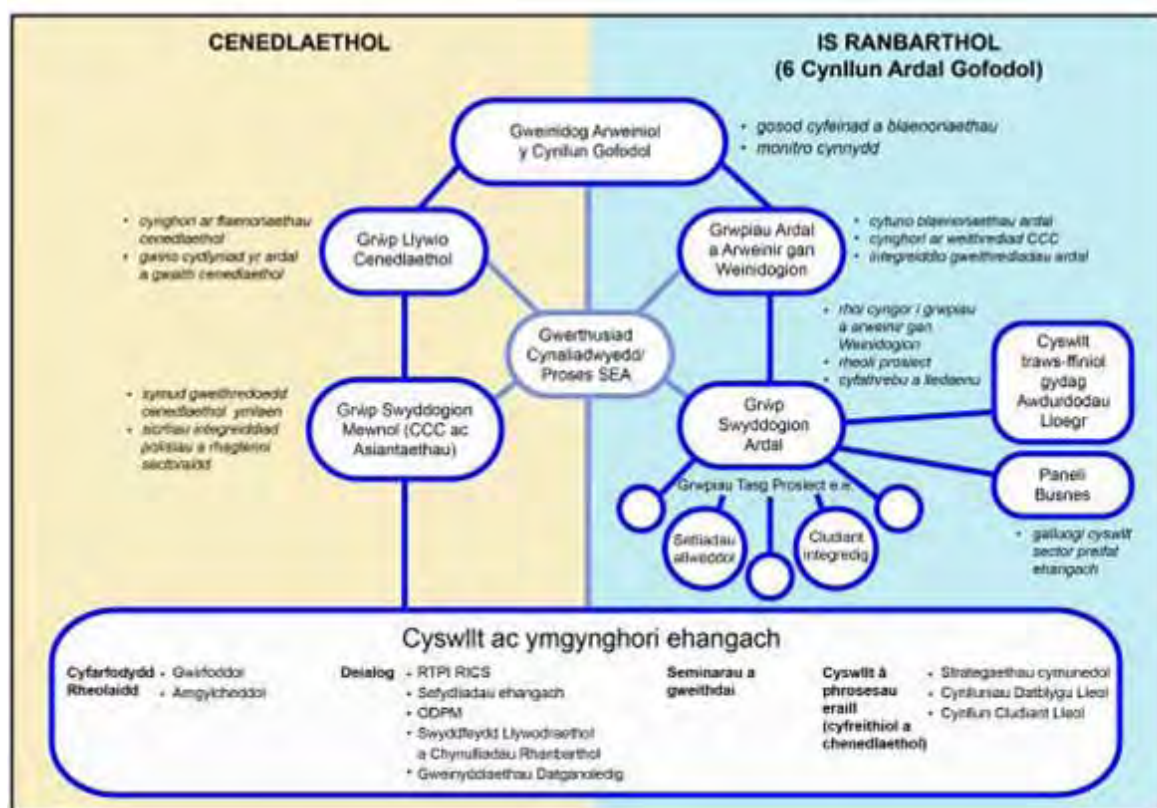 CENEDLAETHOL
IS RANBARTHOL
(6 Cynllun Ardal Gofodol)
Gweinidog Arweiniol
y Cynllun Gofodol
• gosod cyfeiriad a blaenoriaethau
• monitro cynnydd
• cynghori ar flaenoriaethau
cenedlaethol
• gwirio cydlyniad yr ardal
a gwaith cenedlaethol
Grŵp Llywio
Cenedlaethol
Grwpiau Ardal
a Arweinir gan
Weinidogion
• cytuno blaenoriaethau ardal
• cynghori ar weithrediad CCC
• integreiddio gweithrediadau ardal
Gwerthusiad
Cynaliadwyedd/
Proses SEA
• rhoi cyngor i grwpiau
a arweinir gan
Weinidogion
• rheoli prosiect
• cyfathrebu a lledaenu
Cyswllt
traws-ffiniol
gydag
Awdurdodau
Lloegr
• symud gweithredoedd
cenedlaethol ymlaen
• sicrhau integreiddiad
polisïau a rhaglenni
sectoraidd
Grŵp Swyddogion
Mewnol (CCC ac
Asiantaethau)
Grŵp
Swyddogion
Ardal
Paneli
Busnes
• galluogi cyswllt
sector preifat
ehangach
Grwpiau Tasg Prosiect e.e.
Sefliadau
allweddol
Cludiant
integredig
Cyswllt ac ymgynghori ehangach
Cyfarfodydd
Rheolaidd
• Gwirfoddol
• Amgylcheddol
Deialog
• RTPI RICS
• Sefydliadau ehangach
• ODPM
• Swyddfeydd Llywodraethol
a Chynulliadau Rhanbarthol
• Gweinyddiaethau Datganoledig
Seminarau a
gweithdai
Cyswllt â
phrosesau
eraill
(cyfreithiol a
chenedlaethol)
• Strategaethau cymunedol
• Cynlluniau Datblygu Lleol
• Cynllun Cludiant Lleol